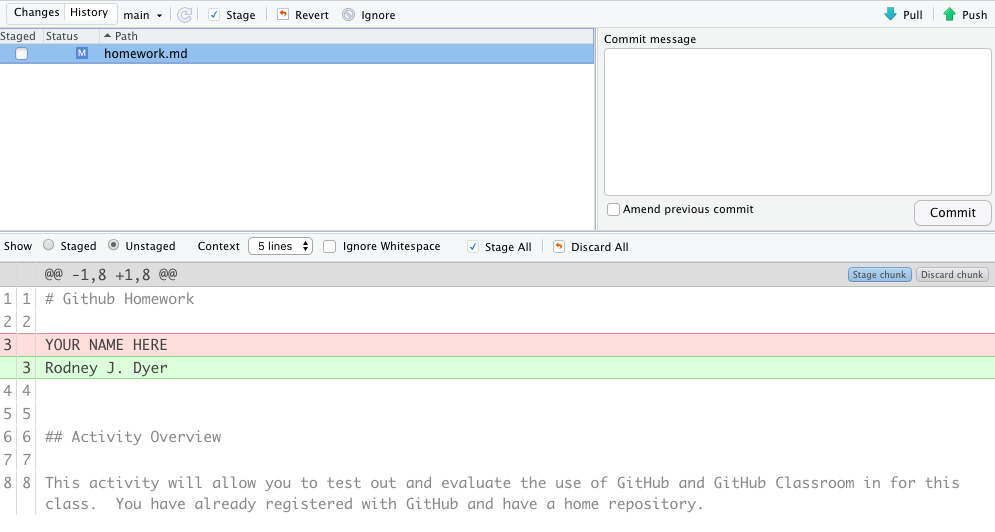 Changes History main Stage Revert Ignore Pull Push
Staged Status Path Commit message
M homework.md
Amend previous commit
Commit
Show Staged Unstaged Context 5 lines Ignore Whitespace Stage All Discard All
@@ -1,8 +1,8 @@ Stage chunk Discard chunk
1 1 # Github Homework
2 2
3 YOUR NAME HERE
3 Rodney J. Dyer
4 4
5 5
6 6 ## Activity Overview
7 7
8 8 This activity will allow you to test out and evaluate the use of GitHub and GitHub Classroom in for this
class.  You have already registered with GitHub and have a home repository.